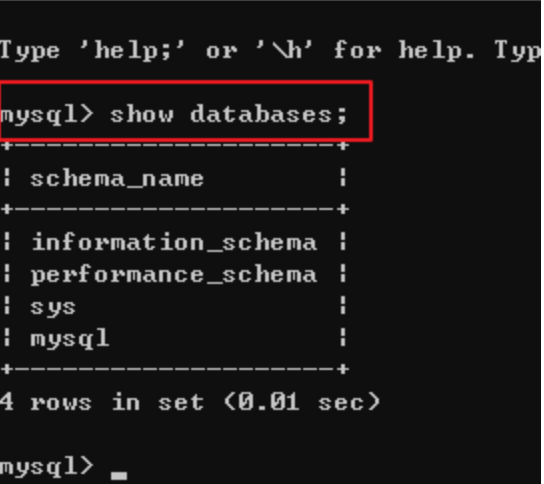 Type 'help;' or '\h' for help. Typ
mysql> show databases;
+--------------------+
| schema_name        |
+--------------------+
| information_schema |
| performance_schema |
| sys                |
| mysql              |
+--------------------+
4 rows in set (0.01 sec)
mysql> _